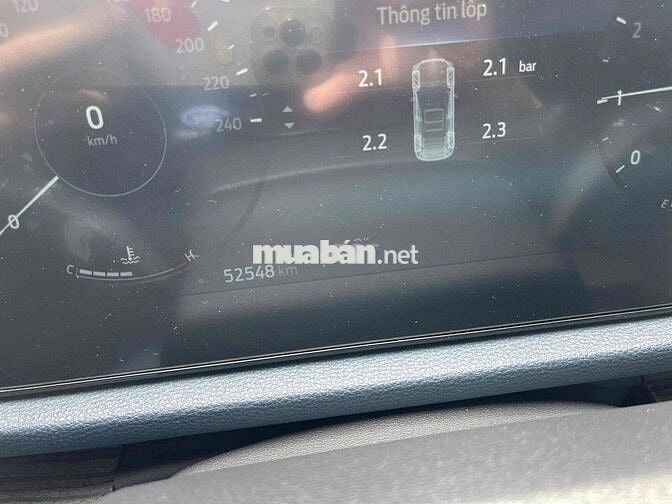 120
180
200
220
240
0
km/h
0
C
H
52548 km
Thông tin lốp
2.1
2.1 bar
2.2
2.3
2
1
0
E
muabán.net